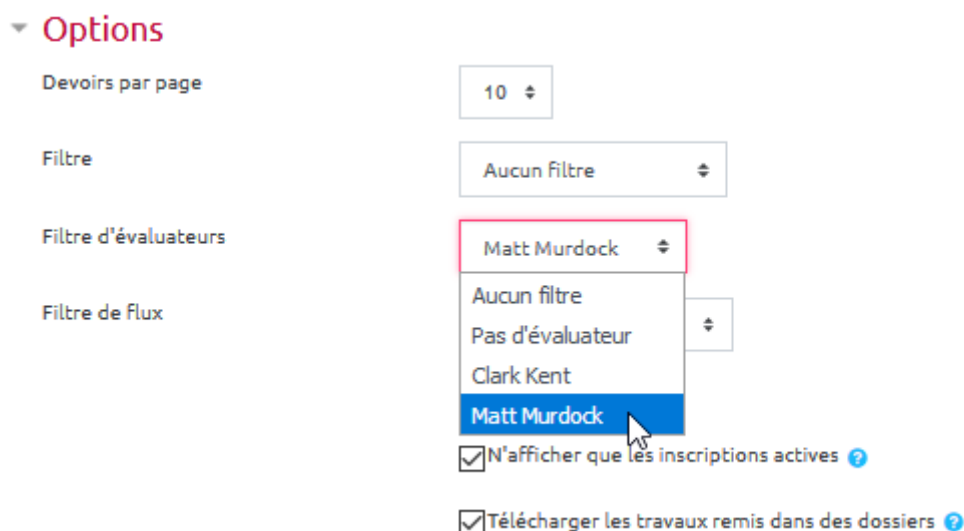 Options
Devoirs par page
10
Filtre
Aucun filtre
Filtre d'évaluateurs
Matt Murdock
Aucun filtre
Pas d'évaluateur
Clark Kent
Matt Murdock
Filtre de flux
N'afficher que les inscriptions actives
Télécharger les travaux remis dans des dossiers